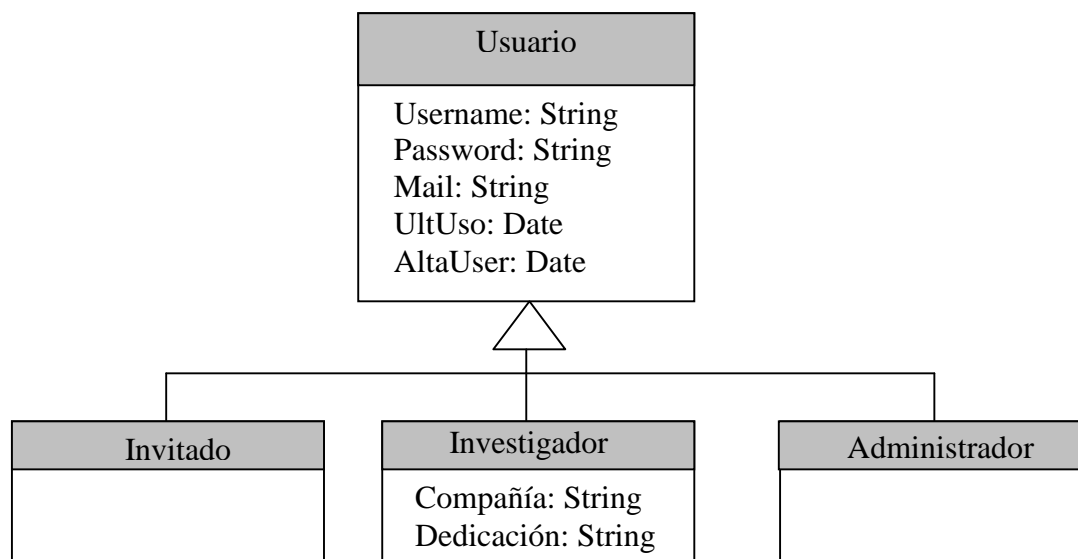 Usuario
Username: String
Password: String
Mail: String
UltUso: Date
AltaUser: Date
Invitado
Investigador
Compañía: String
Dedicación: String
Administrador